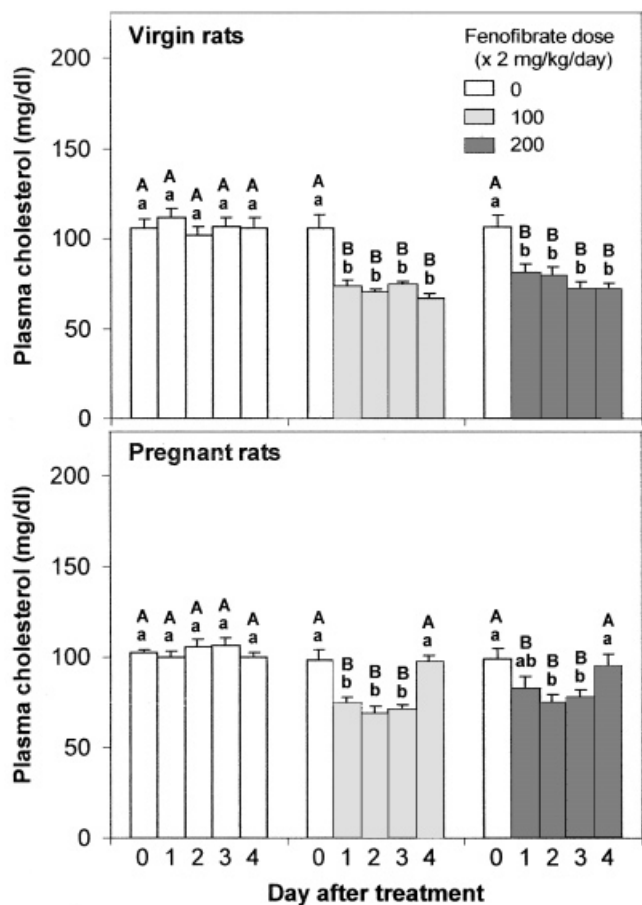 Virgin rats
Fenofibrate dose
(x 2 mg/kg/day)
0
100
200
Plasma cholesterol (mg/dl)
200
150
100
50
0
A A A A A A A
a a a a a a a
B B B B B B B B
b b b b b b b b
Pregnant rats
Plasma cholesterol (mg/dl)
200
150
100
50
0
A A A A A A B B B A A B B B A
a a a a a a b b b a a ab b b a
0 1 2 3 4 0 1 2 3 4 0 1 2 3 4
Day after treatment